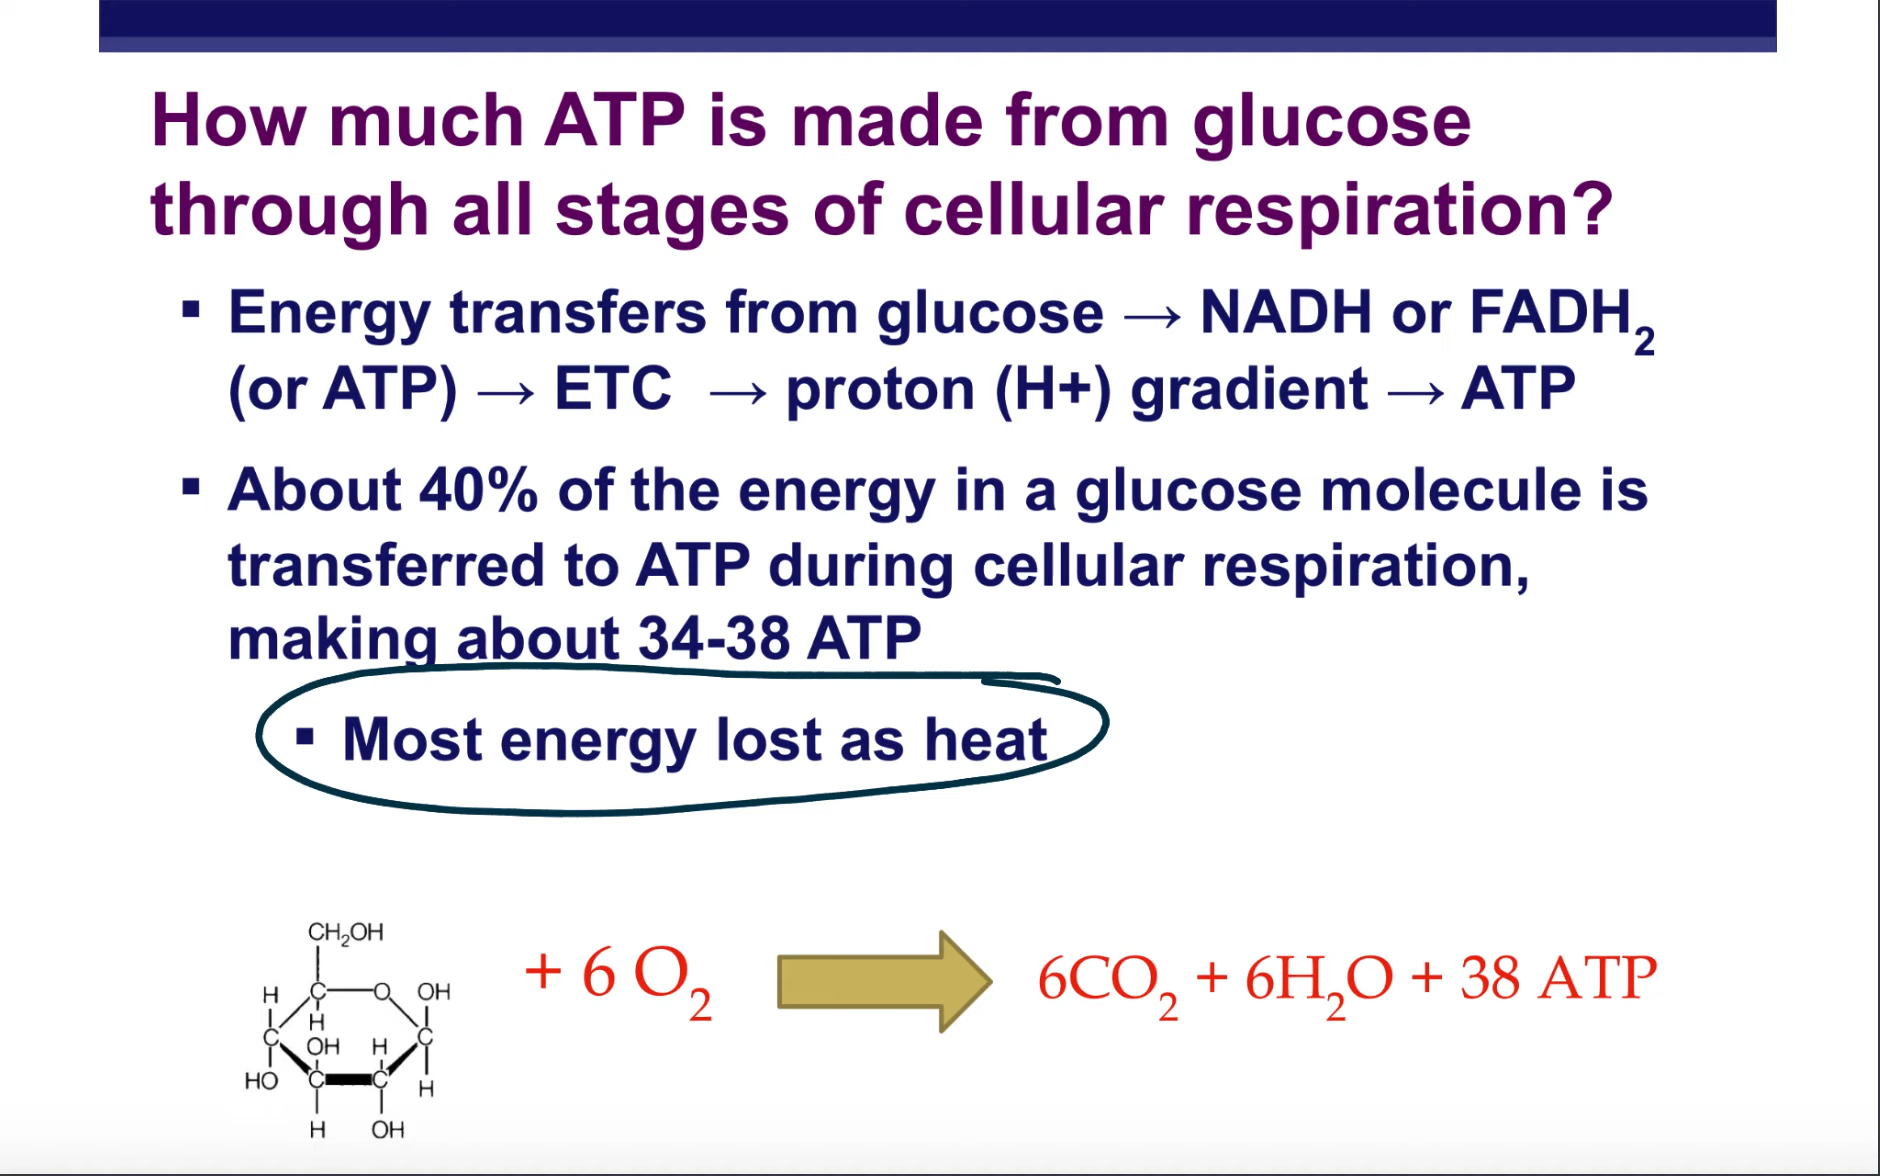 How much ATP is made from glucose
through all stages of cellular respiration?
▪ Energy transfers from glucose → NADH or FADH₂
(or ATP) → ETC → proton (H+) gradient → ATP
▪ About 40% of the energy in a glucose molecule is
transferred to ATP during cellular respiration,
making about 34-38 ATP
▪ Most energy lost as heat
CH₂OH
H C O OH
H
C OH H C
HO C C H
H OH
+ 6 O₂
6CO₂ + 6H₂O + 38 ATP